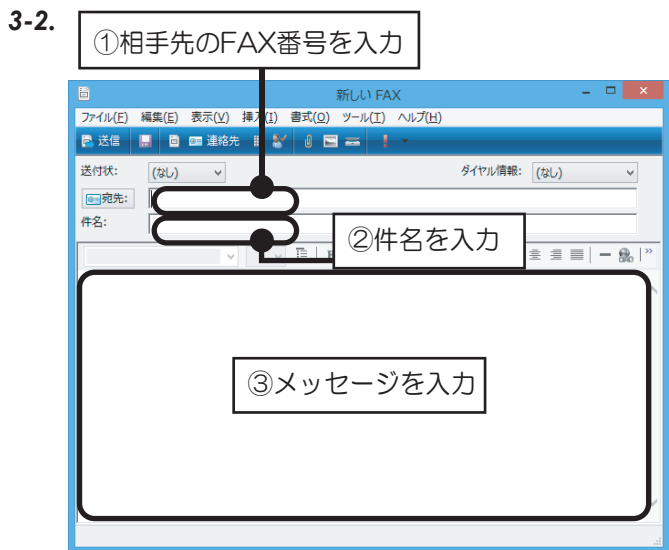 3-2.
①相手先のFAX番号を入力
新しい FAX
ファイル(F) 編集(E) 表示(V) 挿入(I) 書式(O) ツール(T) ヘルプ(H)
送信 連絡先
送付状: (なし) ダイヤル情報: (なし)
宛先:
件名:
②件名を入力
③メッセージを入力